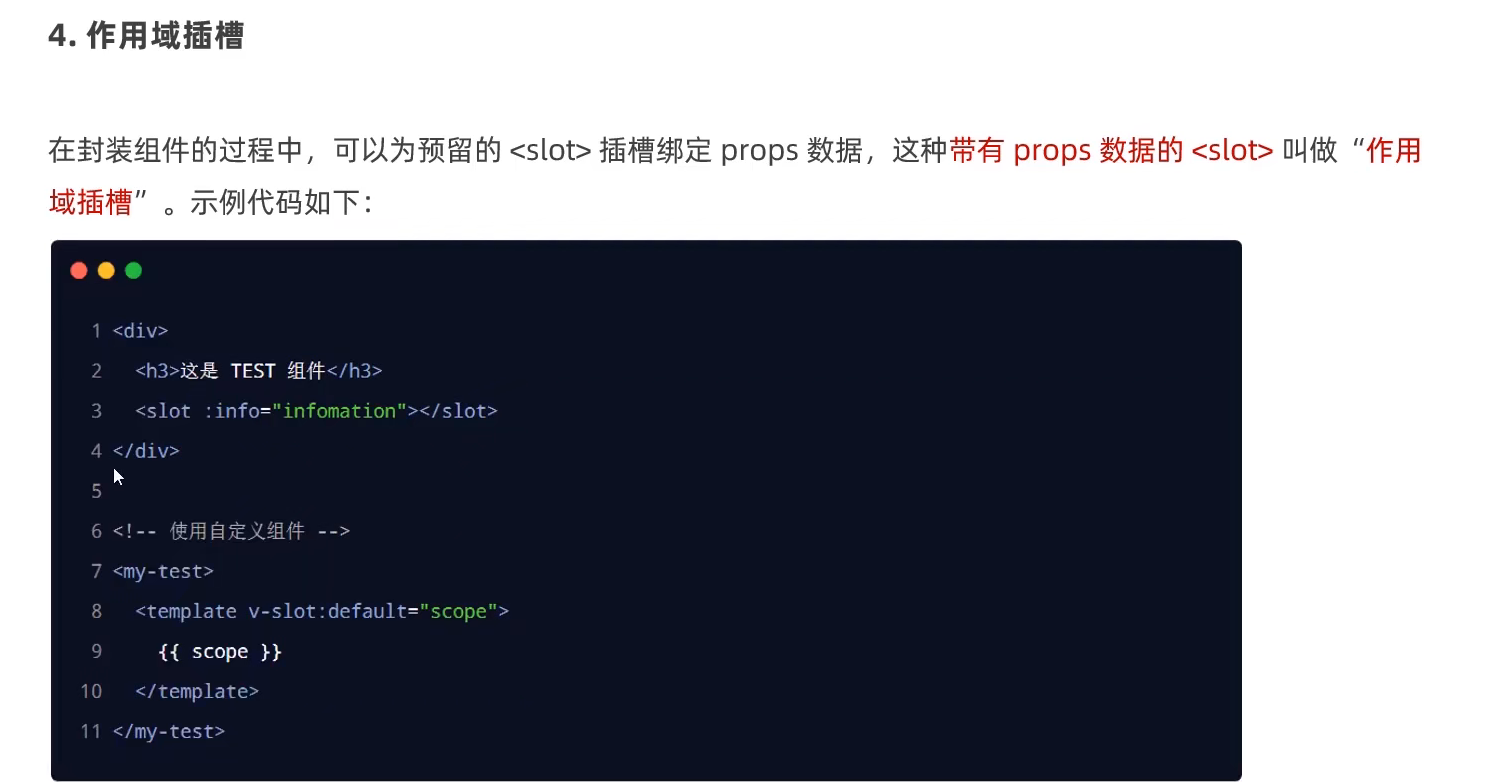 4. 作用域插槽
在封装组件的过程中，可以为预留的 <slot> 插槽绑定 props 数据，这种带有 props 数据的 <slot> 叫做“作用
域插槽”。示例代码如下：
1 <div>
2   <h3>这是 TEST 组件</h3>
3   <slot :info="infomation"></slot>
4 </div>
5
6 <!-- 使用自定义组件 -->
7 <my-test>
8   <template v-slot:default="scope">
9     {{ scope }}
10   </template>
11 </my-test>